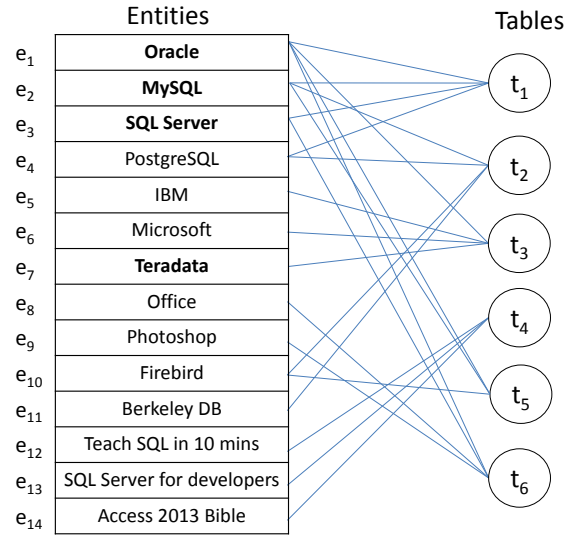 Entities Tables
e1 Oracle
e2 MySQL t1
e3 SQL Server
e4 PostgreSQL t2
e5 IBM
e6 Microsoft t3
e7 Teradata
e8 Office t4
e9 Photoshop
e10 Firebird t5
e11 Berkeley DB
e12 Teach SQL in 10 mins
e13 SQL Server for developers t6
e14 Access 2013 Bible